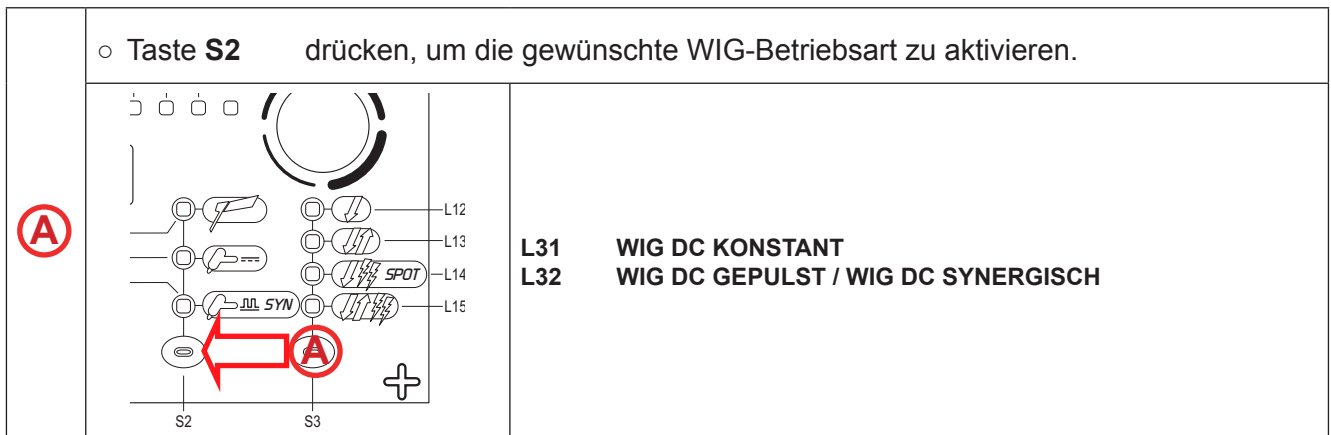 ○ Taste S2 drücken, um die gewünschte WIG-Betriebsart zu aktivieren.
A
L12
L13
SPOT L14
SYN L15
A
S2 S3
L31 WIG DC KONSTANT
L32 WIG DC GEPULST / WIG DC SYNERGISCH